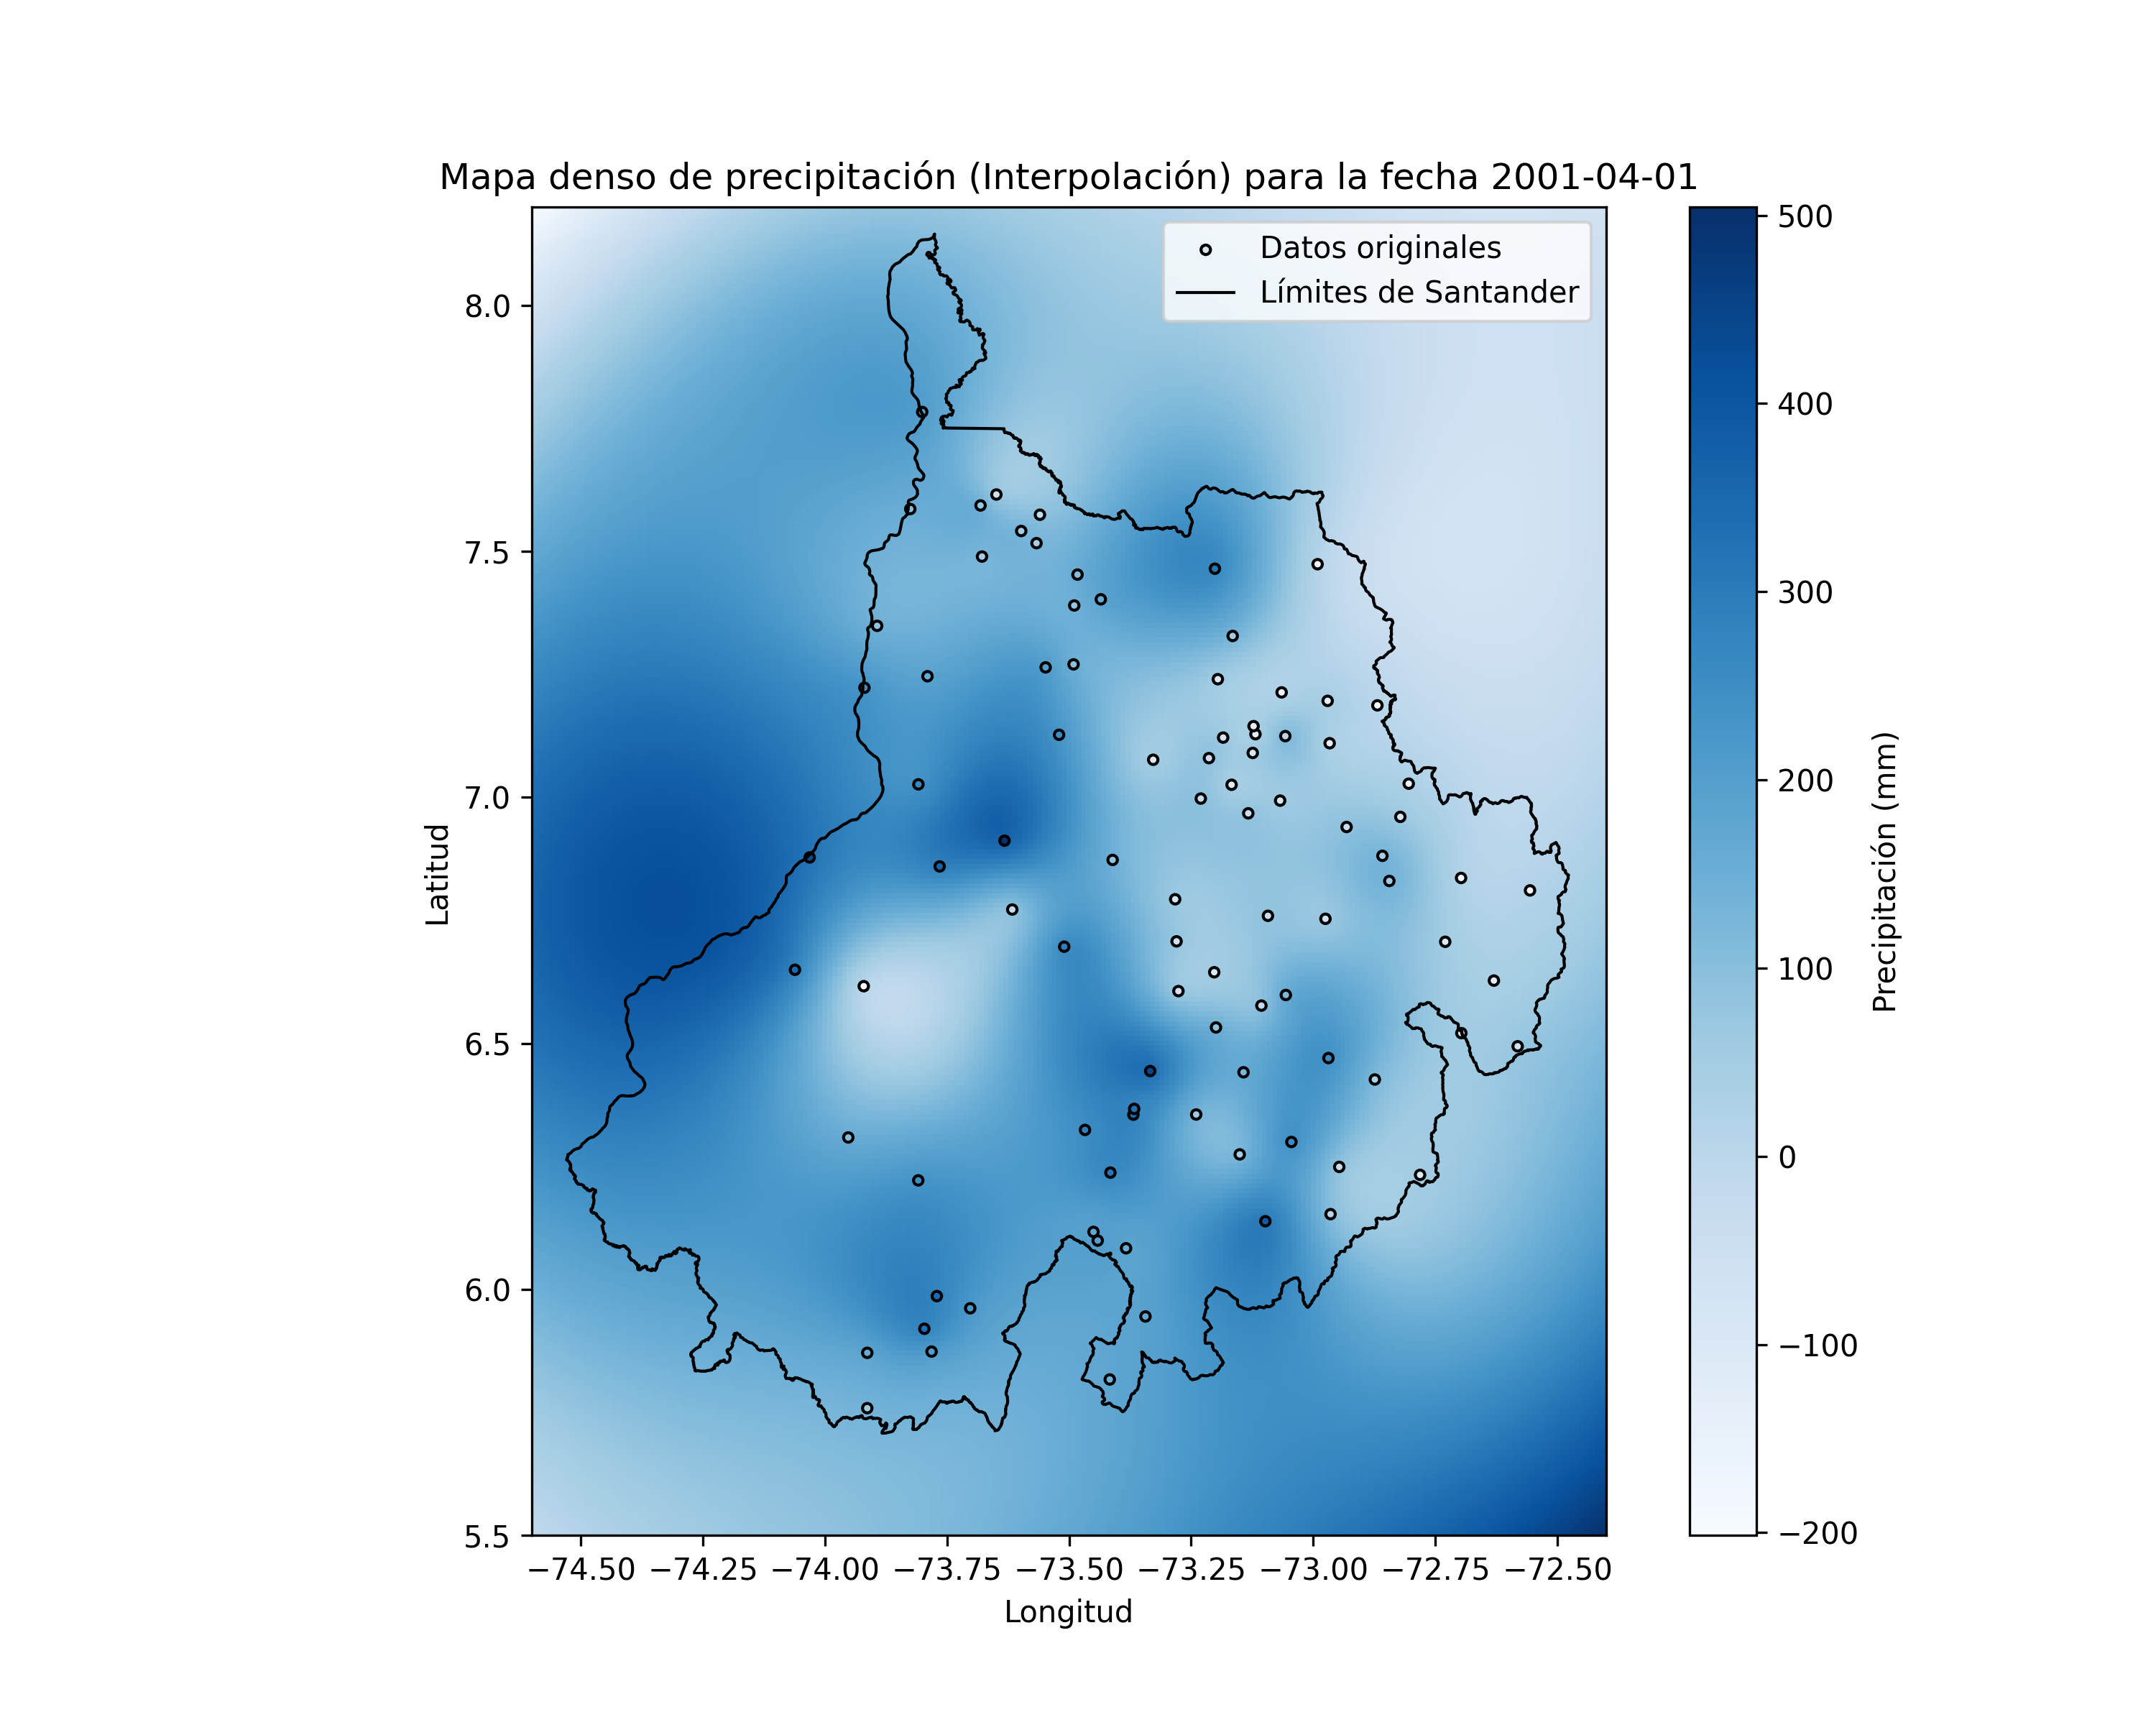 Mapa denso de precipitación (Interpolación) para la fecha 2001-04-01
Datos originales
Límites de Santander
8.0
7.5
7.0
6.5
6.0
5.5
Latitud
−74.50 −74.25 −74.00 −73.75 −73.50 −73.25 −73.00 −72.75 −72.50
Longitud
500
400
300
200
100
0
−100
−200
Precipitación (mm)